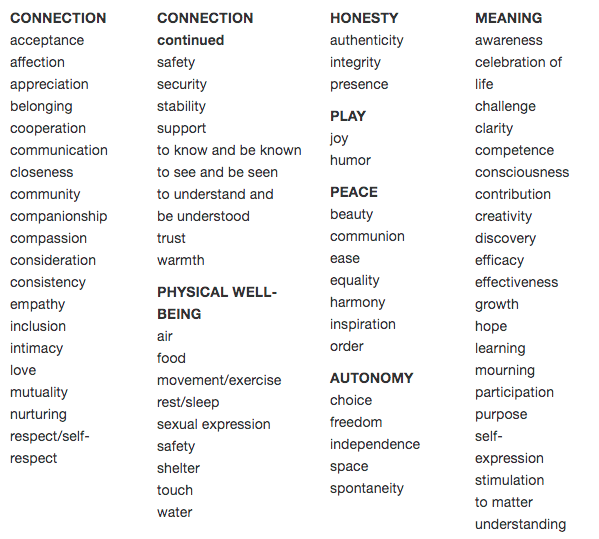 CONNECTION
acceptance
affection
appreciation
belonging
cooperation
communication
closeness
community
companionship
compassion
consideration
consistency
empathy
inclusion
intimacy
love
mutuality
nurturing
respect/self-
respect
CONNECTION
continued
safety
security
stability
support
to know and be known
to see and be seen
to understand and
be understood
trust
warmth
PHYSICAL WELL-
BEING
air
food
movement/exercise
rest/sleep
sexual expression
safety
shelter
touch
water
HONESTY
authenticity
integrity
presence
PLAY
joy
humor
PEACE
beauty
communion
ease
equality
harmony
inspiration
order
AUTONOMY
choice
freedom
independence
space
spontaneity
MEANING
awareness
celebration of
life
challenge
clarity
competence
consciousness
contribution
creativity
discovery
efficacy
effectiveness
growth
hope
learning
mourning
participation
purpose
self-
expression
stimulation
to matter
understanding